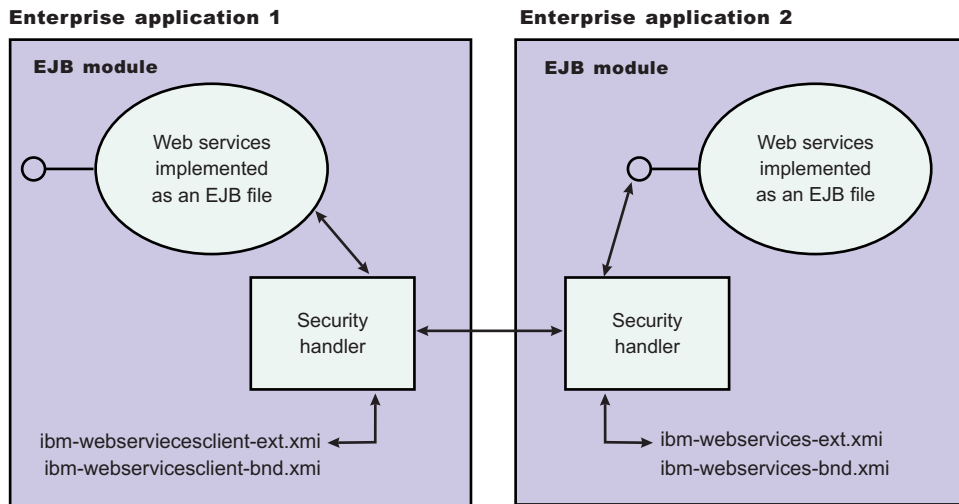 Enterprise application 1
EJB module
Web services
implemented
as an EJB file
Security
handler
ibm-webserviecesclient-ext.xmi
ibm-webservicesclient-bnd.xmi
Enterprise application 2
EJB module
Web services
implemented
as an EJB file
Security
handler
ibm-webservices-ext.xmi
ibm-webservices-bnd.xmi